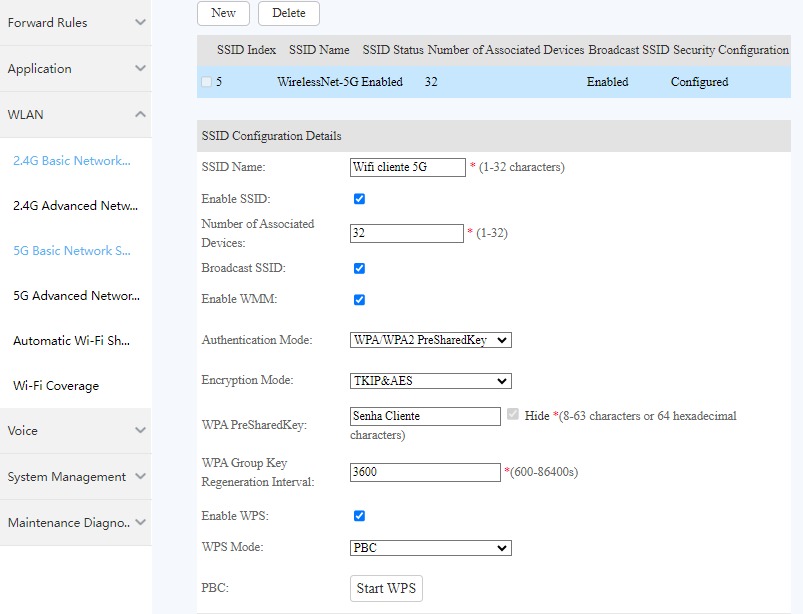 New Delete
Forward Rules
SSID Index SSID Name SSID Status Number of Associated Devices Broadcast SSID Security Configuration
Application
5 WirelessNet-5G Enabled 32 Enabled Configured
WLAN
SSID Configuration Details
2.4G Basic Network...
SSID Name: Wifi cliente 5G * (1-32 characters)
Enable SSID:
2.4G Advanced Netw...
Number of Associated
Devices: 32 * (1-32)
5G Basic Network S...
Broadcast SSID:
5G Advanced Networ...
Enable WMM:
Automatic Wi-Fi Sh...
Authentication Mode: WPA/WPA2 PreSharedKey
Wi-Fi Coverage
Encryption Mode: TKIP&AES
Voice
WPA PreSharedKey: Senha Cliente Hide *(8-63 characters or 64 hexadecimal
characters)
System Management
WPA Group Key
Regeneration Interval: 3600 *(600-86400s)
Maintenance Diagno..
Enable WPS:
WPS Mode: PBC
PBC: Start WPS